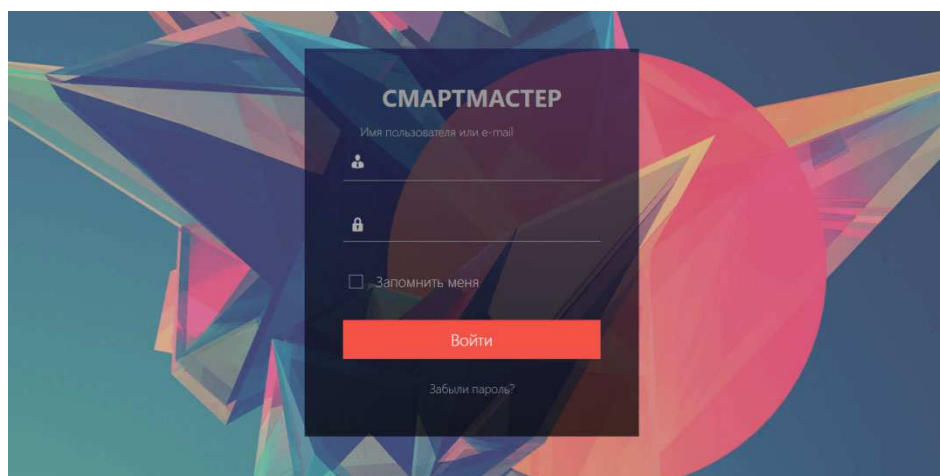 СМАРТМАСТЕР
Имя пользователя или e-mail
Запомнить меня
Войти
Забыли пароль?